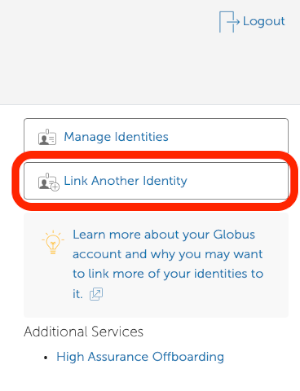 Logout
Manage Identities
Link Another Identity
Learn more about your Globus
account and why you may want
to link more of your identities to
it.
Additional Services
• High Assurance Offboarding